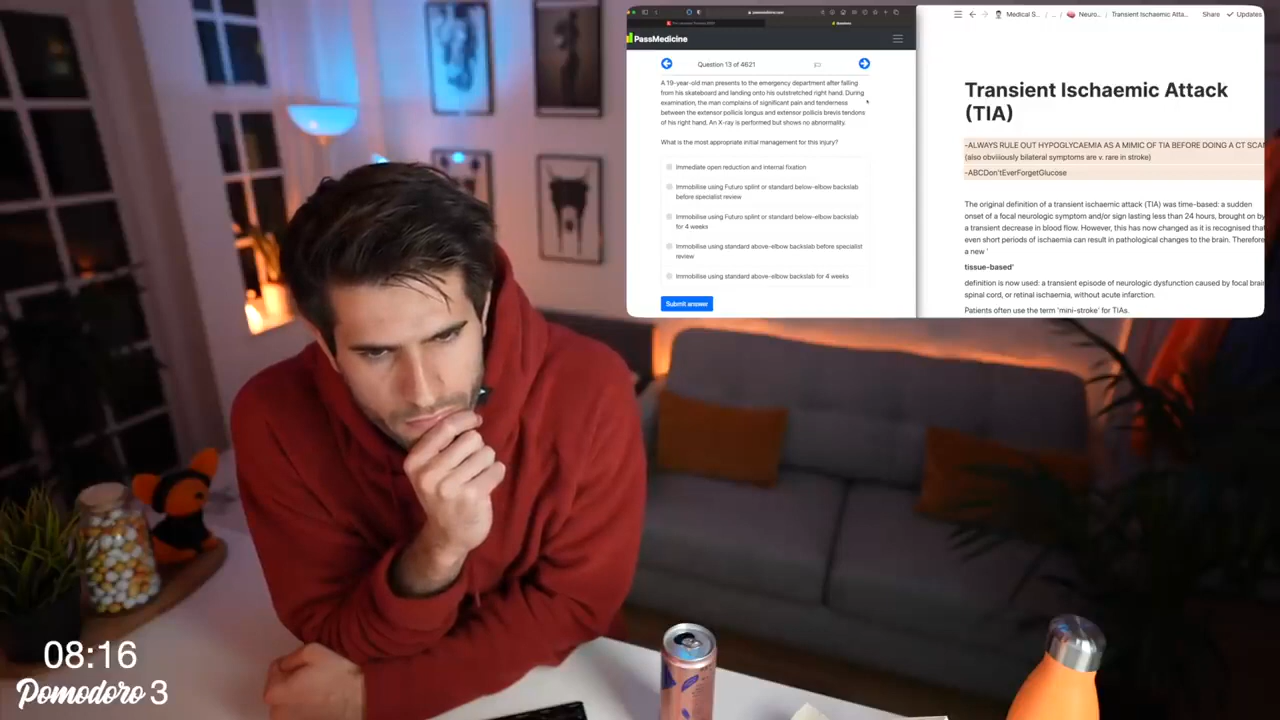 PassMedicine
Question 13 of 4621
A 19-year-old man presents to the emergency department after falling
from his skateboard and landing onto his outstretched right hand. During
examination, the man complains of significant pain and tenderness
between the extensor pollicis longus and extensor pollicis brevis tendons
of his right hand. An X-ray is performed but shows no abnormality.
What is the most appropriate initial management for this injury?
Immediate open reduction and internal fixation
Immobilise using Futuro splint or standard below-elbow backslab
before specialist review
Immobilise using Futuro splint or standard below-elbow backslab
for 4 weeks
Immobilise using standard above-elbow backslab before specialist
review
Immobilise using standard above-elbow backslab for 4 weeks
Submit answer
Medical S... / ... / Neuro... / Transient Ischaemic Atta... Share Updates
Transient Ischaemic Attack
(TIA)
-ALWAYS RULE OUT HYPOGLYCAEMIA AS A MIMIC OF TIA BEFORE DOING A CT SCAN
(also obviiously bilateral symptoms are v. rare in stroke)
-ABCDon'tEverForgetGlucose
The original definition of a transient ischaemic attack (TIA) was time-based: a sudden
onset of a focal neurologic symptom and/or sign lasting less than 24 hours, brought on by
a transient decrease in blood flow. However, this has now changed as it is recognised that
even short periods of ischaemia can result in pathological changes to the brain. Therefore
a new '
tissue-based'
definition is now used: a transient episode of neurologic dysfunction caused by focal brain
spinal cord, or retinal ischaemia, without acute infarction.
Patients often use the term 'mini-stroke' for TIAs.
08:16
Pomodoro 3